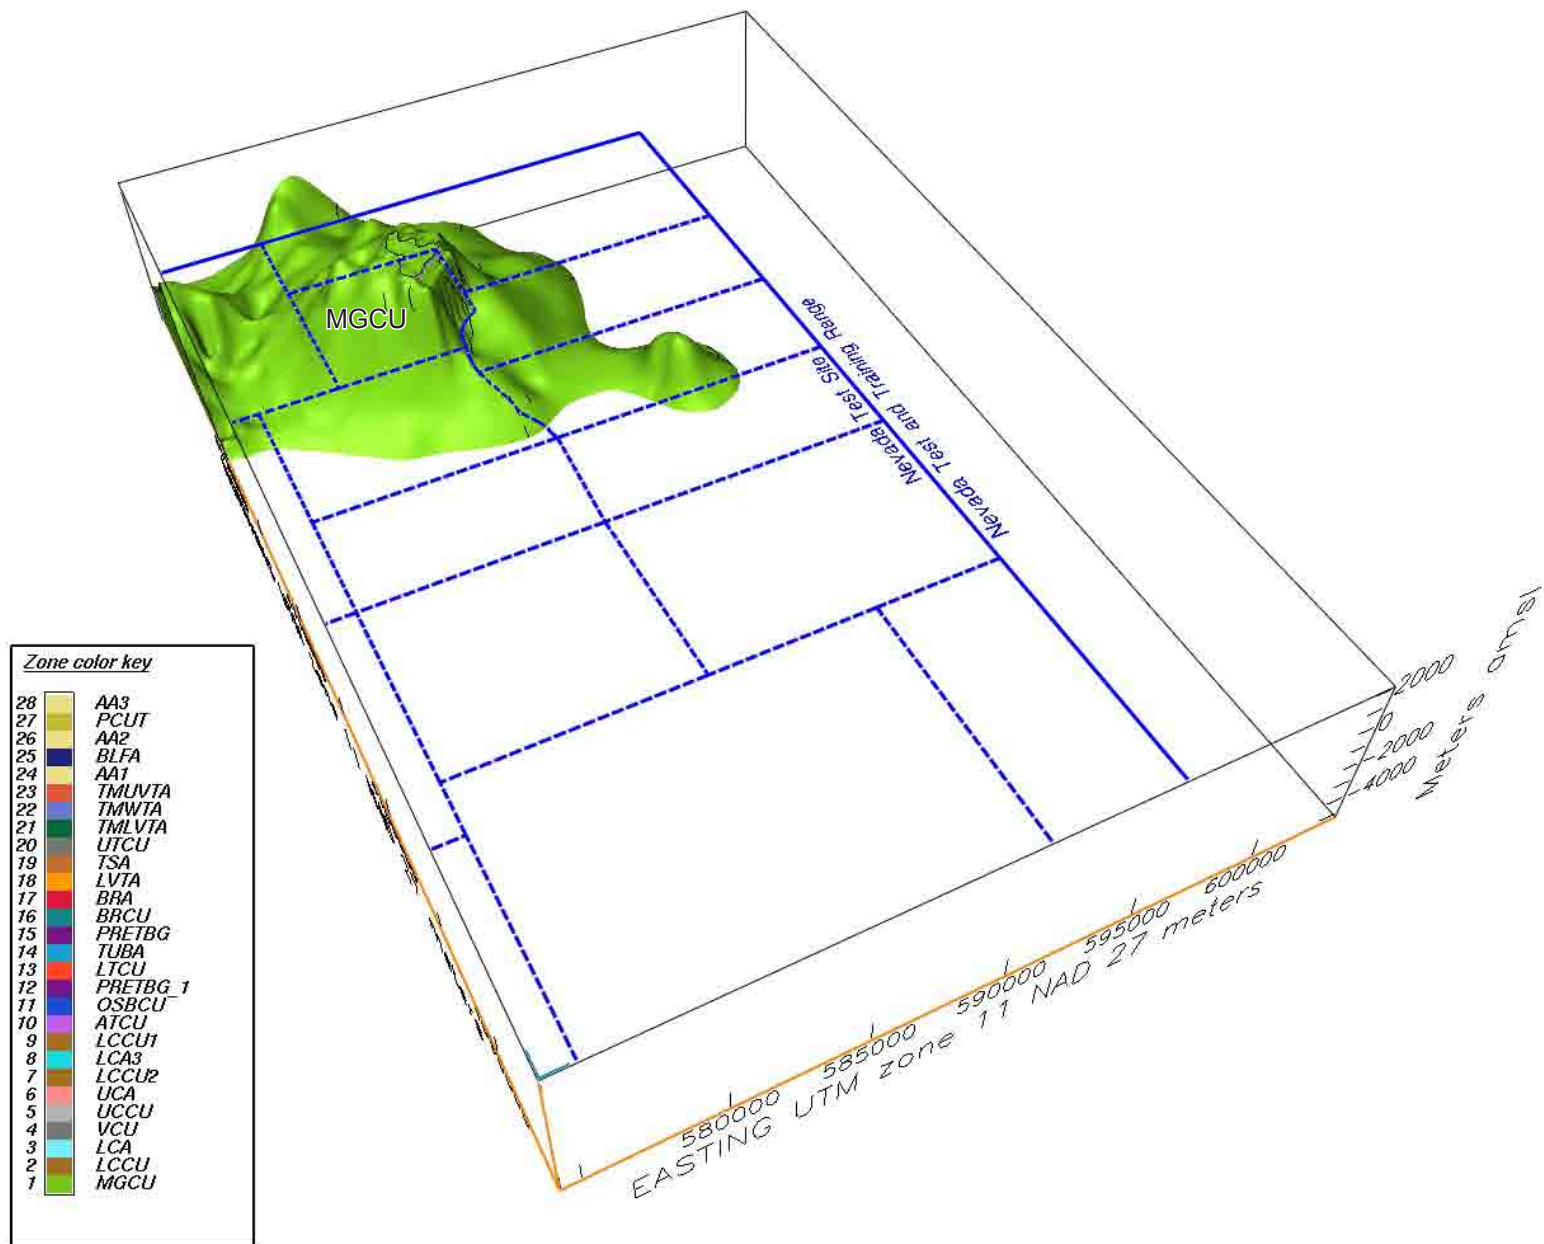 MGCU
Nevada Test and Training Range
Nevada Test Site
2000
0
-2000
-4000
Meters amsl
580000
585000
590000
595000
600000
EASTING UTM zone 11 NAD 27 meters
Zone color key
28 AA3
27 PCUT
26 AA2
25 BLFA
24 AA1
23 TMUVTA
22 TMWTA
21 TMLVTA
20 UTCU
19 TSA
18 LVTA
17 BRA
16 BRCU
15 PRETBG
14 TUBA
13 LTCU
12 PRETBG_1
11 OSBCU
10 ATCU
9 LCCU1
8 LCA3
7 LCCU2
6 UCA
5 UCCU
4 VCU
3 LCA
2 LCCU
1 MGCU